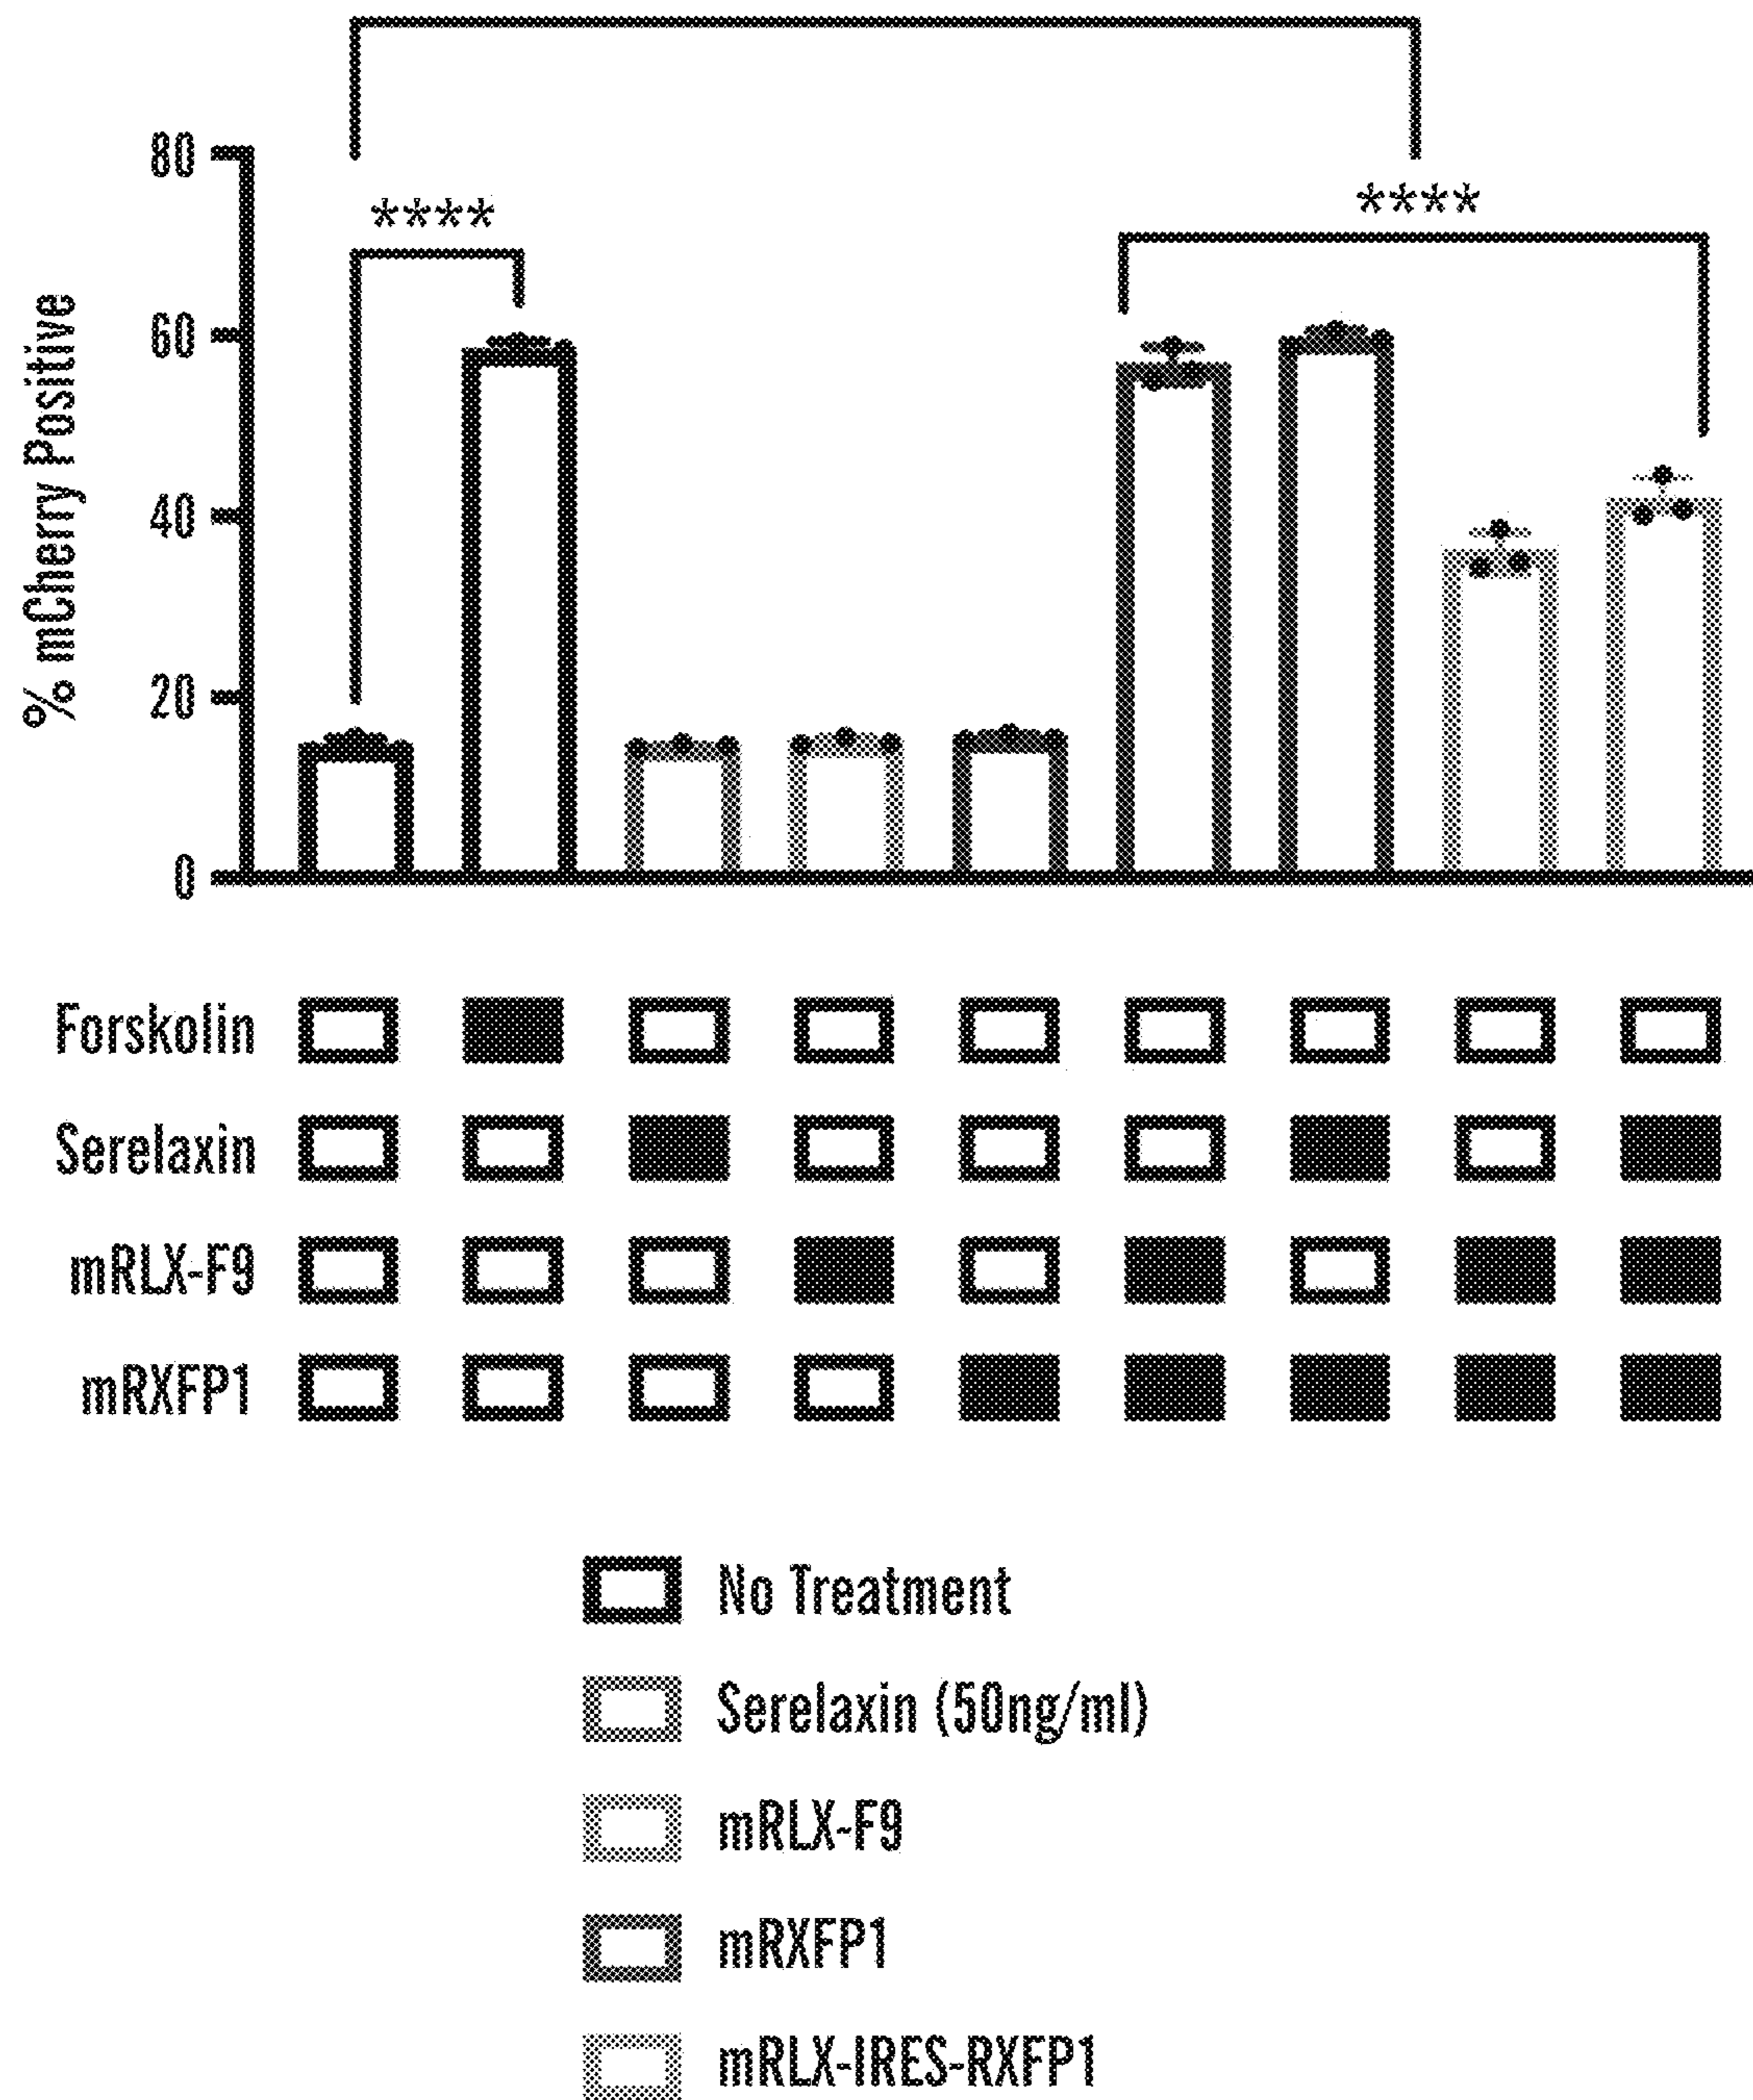 80
****
****
60
40
20
0
% mCherry Positive
Forskolin
Serelaxin
mRLX-F9
mRXFP1
No Treatment
Serelaxin (50ng/ml)
mRLX-F9
mRXFP1
mRLX-IRES-RXFP1